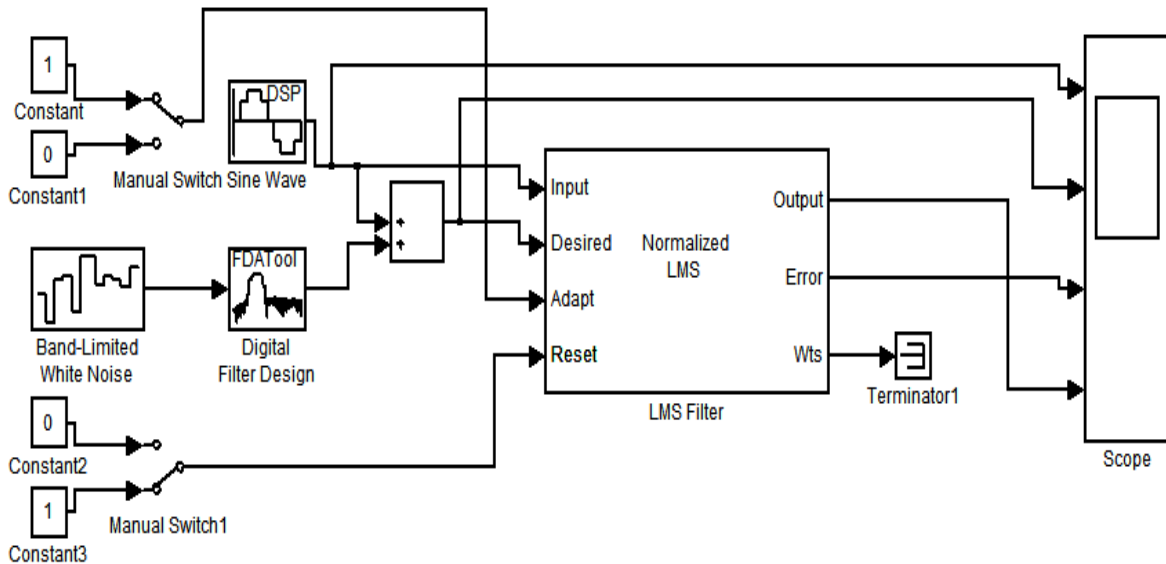 1
Constant
0
Constant1
Manual Switch
DSP
Sine Wave
Band-Limited
White Noise
FDATool
Digital
Filter Design
+
+
0
Constant2
1
Constant3
Manual Switch1
Input
Desired
Adapt
Reset
Normalized
LMS
Output
Error
Wts
LMS Filter
Terminator1
Scope